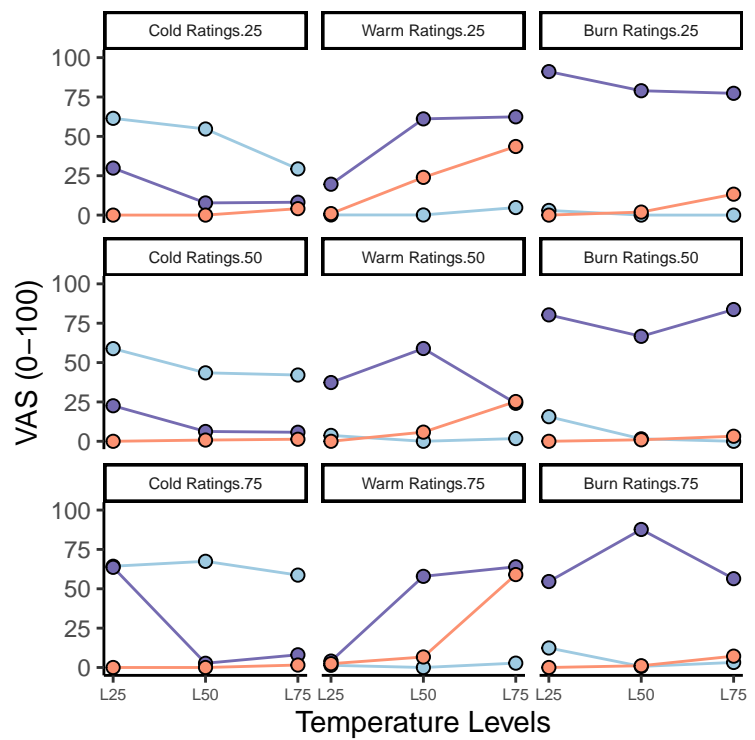 Cold Ratings.25 Warm Ratings.25 Burn Ratings.25
100
75
50
25
0
Cold Ratings.50 Warm Ratings.50 Burn Ratings.50
100
75
50
25
0
Cold Ratings.75 Warm Ratings.75 Burn Ratings.75
100
75
50
25
0
VAS (0−100)
L25 L50 L75 L25 L50 L75 L25 L50 L75
Temperature Levels